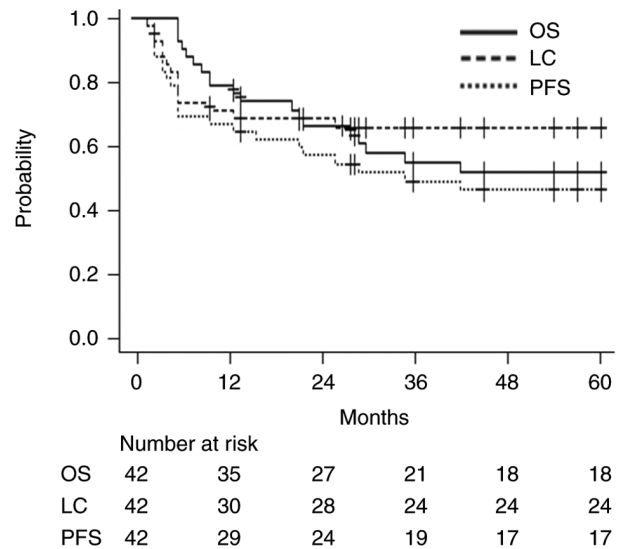 1.0
0.8
0.6
0.4
0.2
0.0
Probability
OS
LC
PFS
0 12 24 36 48 60
Months
Number at risk
OS 42 35 27 21 18 18
LC 42 30 28 24 24 24
PFS 42 29 24 19 17 17